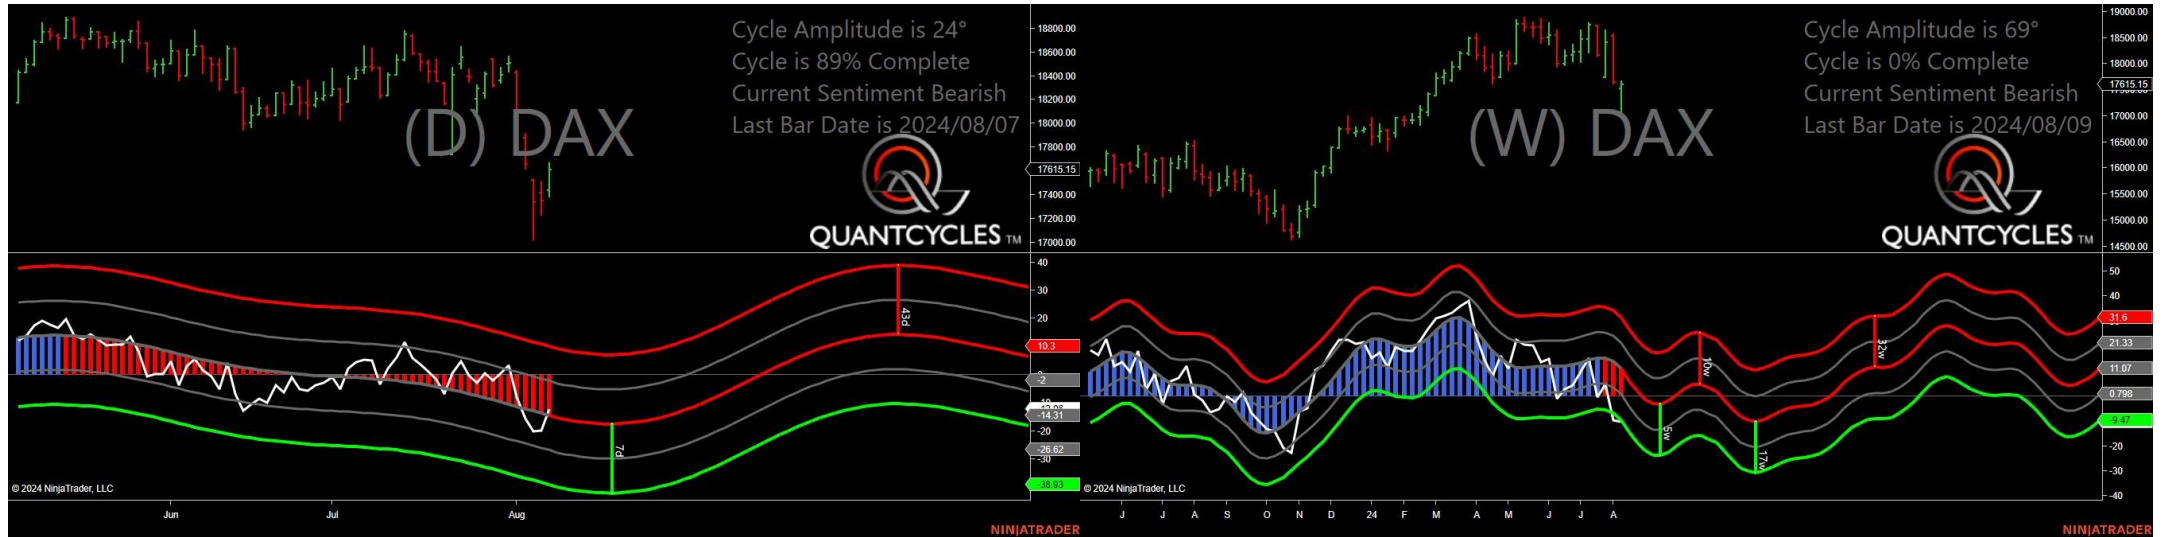 Cycle Amplitude is 24°
Cycle is 89% Complete
Current Sentiment Bearish
Last Bar Date is 2024/08/07
(D) DAX
QUANTCYCLES TM
18800.00
18400.00
18200.00
18000.00
17800.00
17615.15
17400.00
17200.00
17000.00
40
30
20
10.3
-2
-14.31
-20
-26.62
-30
-38.93
43d
7d
© 2024 NinjaTrader, LLC
Jun
Jul
Aug
NINJATRADER
Cycle Amplitude is 69°
Cycle is 0% Complete
Current Sentiment Bearish
Last Bar Date is 2024/08/09
(W) DAX
QUANTCYCLES TM
19000.00
18500.00
18000.00
17615.15
17000.00
16500.00
16000.00
15500.00
15000.00
14500.00
50
40
31.6
21.33
11.07
0.798
-9.47
-20
-30
-40
10w
32w
5w
17w
© 2024 NinjaTrader, LLC
J
J
A
S
O
N
D
24
F
M
A
M
J
J
A
NINJATRADER